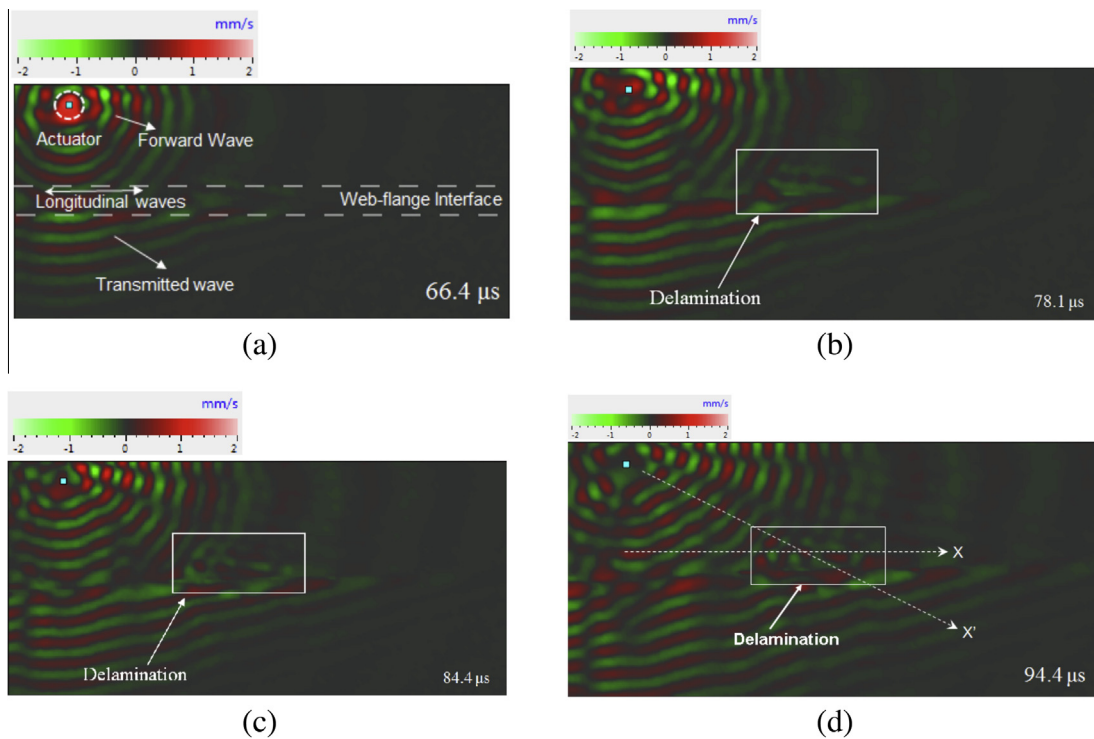 mm/s
-2 -1 0 1 2
Actuator
Forward Wave
Longitudinal waves
Web-flange Interface
Transmitted wave
66.4 µs
(a)
mm/s
-2 -1 0 1 2
Delamination
78.1 µs
(b)
mm/s
-2 -1 0 1 2
Delamination
84.4 µs
(c)
mm/s
-2 -1 0 1 2
X
X'
Delamination
94.4 µs
(d)